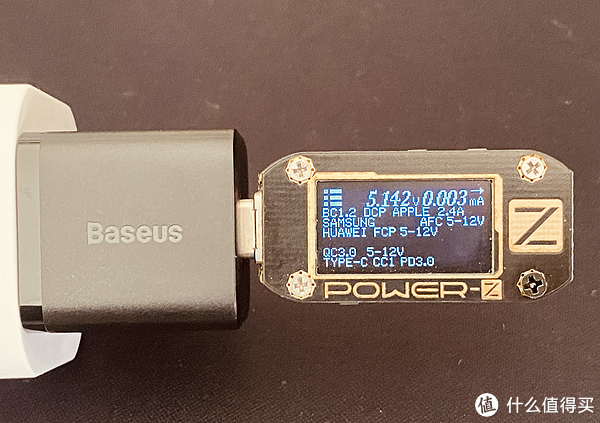 Baseus
5.142V 0.003mA
BC1.2 DCP APPLE 2.4A
SAMSUNG AFC 5-12V
HUAWEI FCP 5-12V
QC3.0 5-12V
TYPE-C CC1 PD3.0
Z
POWER-Z
值 什么值得买